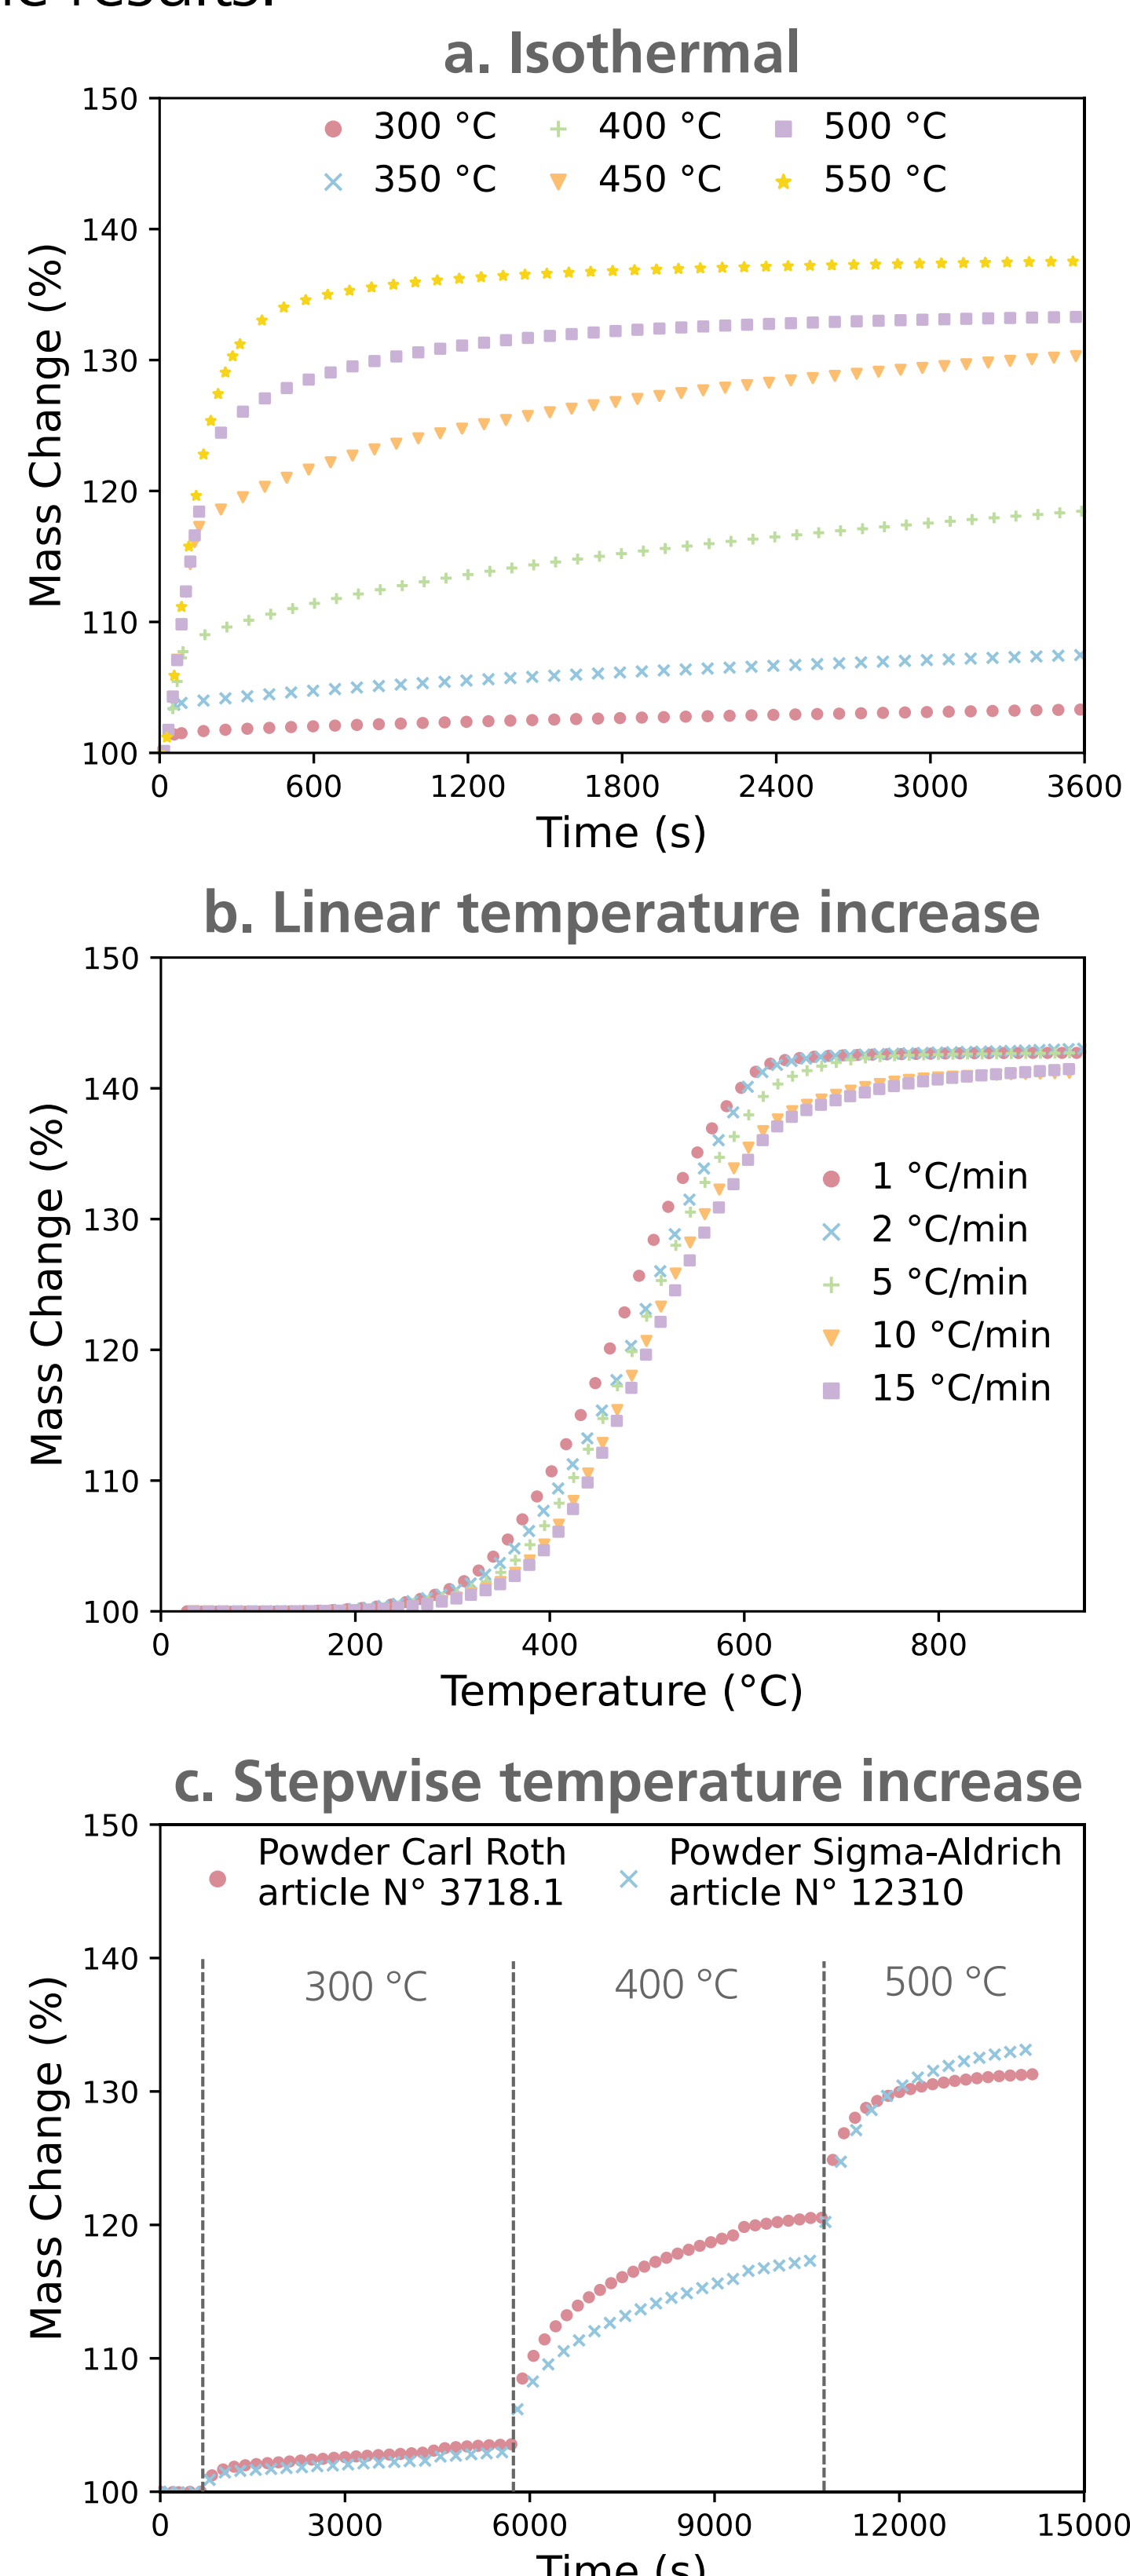 results.
a. Isothermal
150
300 °C 400 °C 500 °C
350 °C 450 °C 550 °C
140
130
120
110
100
Mass Change (%)
0 600 1200 1800 2400 3000 3600
Time (s)
b. Linear temperature increase
150
140
130
120
110
100
Mass Change (%)
1 °C/min
2 °C/min
5 °C/min
10 °C/min
15 °C/min
0 200 400 600 800
Temperature (°C)
c. Stepwise temperature increase
150
Powder Carl Roth
article N° 3718.1
Powder Sigma-Aldrich
article N° 12310
140
300 °C 400 °C 500 °C
130
120
110
100
Mass Change (%)
0 3000 6000 9000 12000 15000
Time (s)